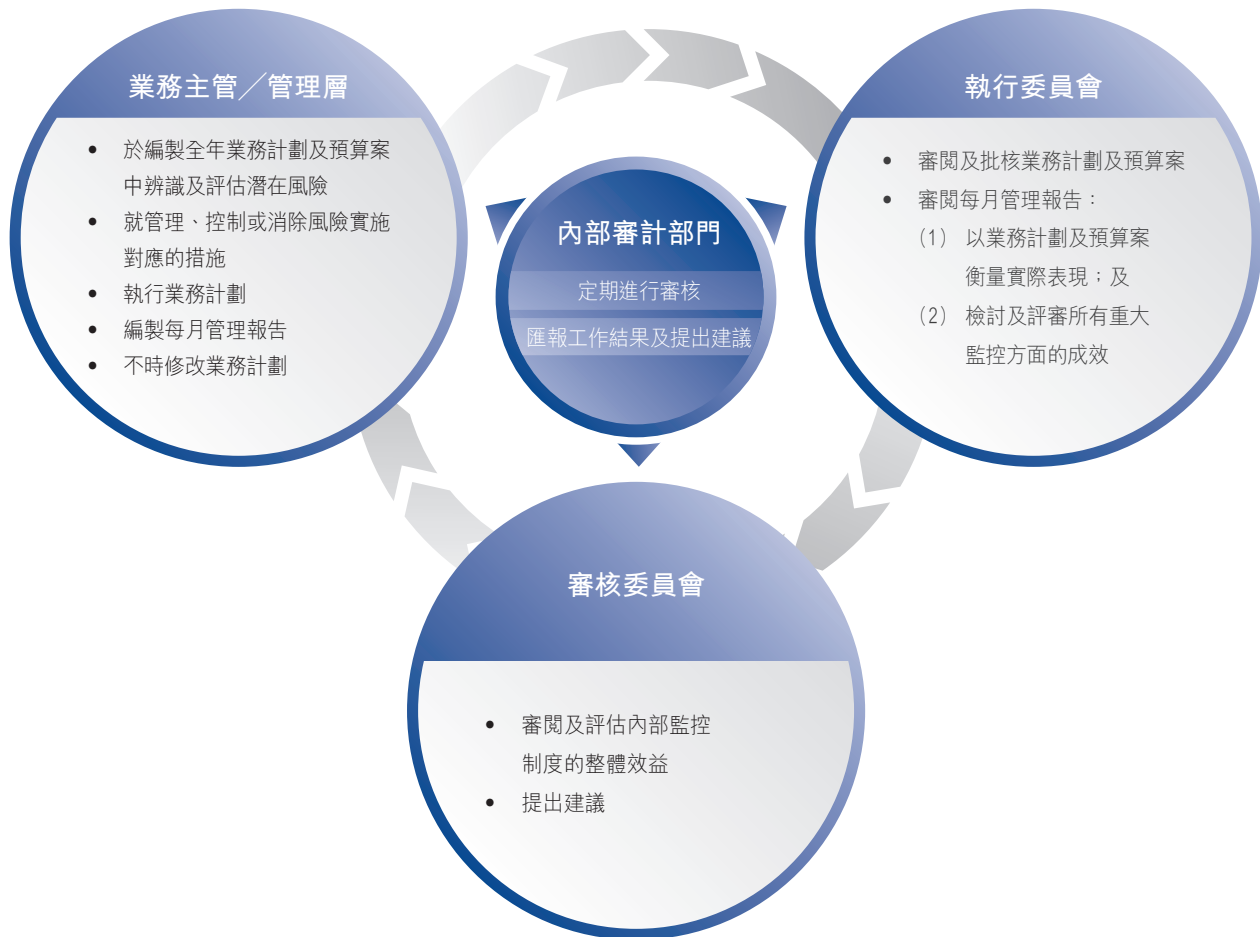 業務主管／管理層
• 於編製全年業務計劃及預算案
中辨識及評估潛在風險
• 就管理、控制或消除風險實施
對應的措施
• 執行業務計劃
• 編製每月管理報告
• 不時修改業務計劃
內部審計部門
定期進行審核
匯報工作結果及提出建議
執行委員會
• 審閱及批核業務計劃及預算案
• 審閱每月管理報告：
(1) 以業務計劃及預算案
衡量實際表現；及
(2) 檢討及評審所有重大
監控方面的成效
審核委員會
• 審閱及評估內部監控
制度的整體效益
• 提出建議